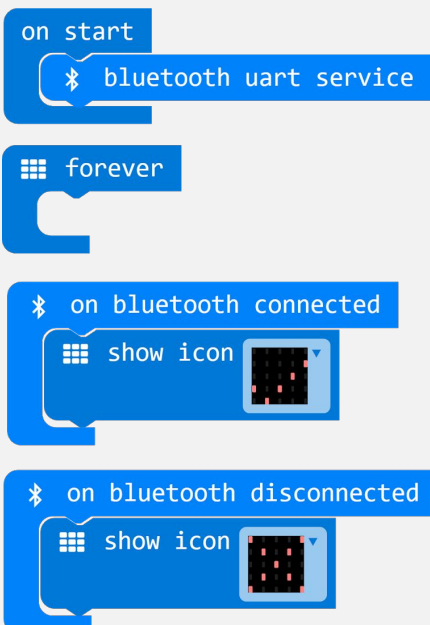 on start
bluetooth uart service
forever
on bluetooth connected
show icon
on bluetooth disconnected
show icon